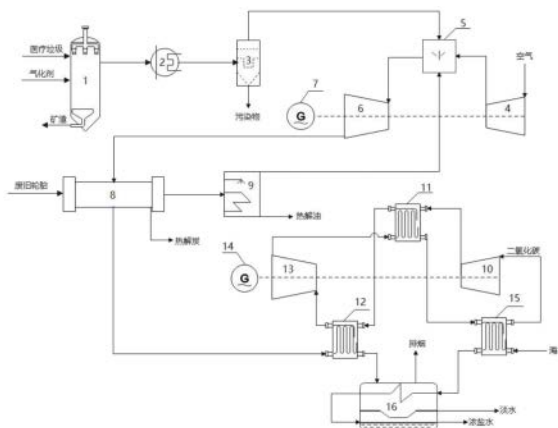 5
7
空气
医疗垃圾
2
3
气化剂
1
G
6
4
矿渣
污染物
废旧轮胎
8
9
11
热解油
热解炭
14
二氧化碳
G
13
10
12
15
排烟
海
16
淡水
浓盐水